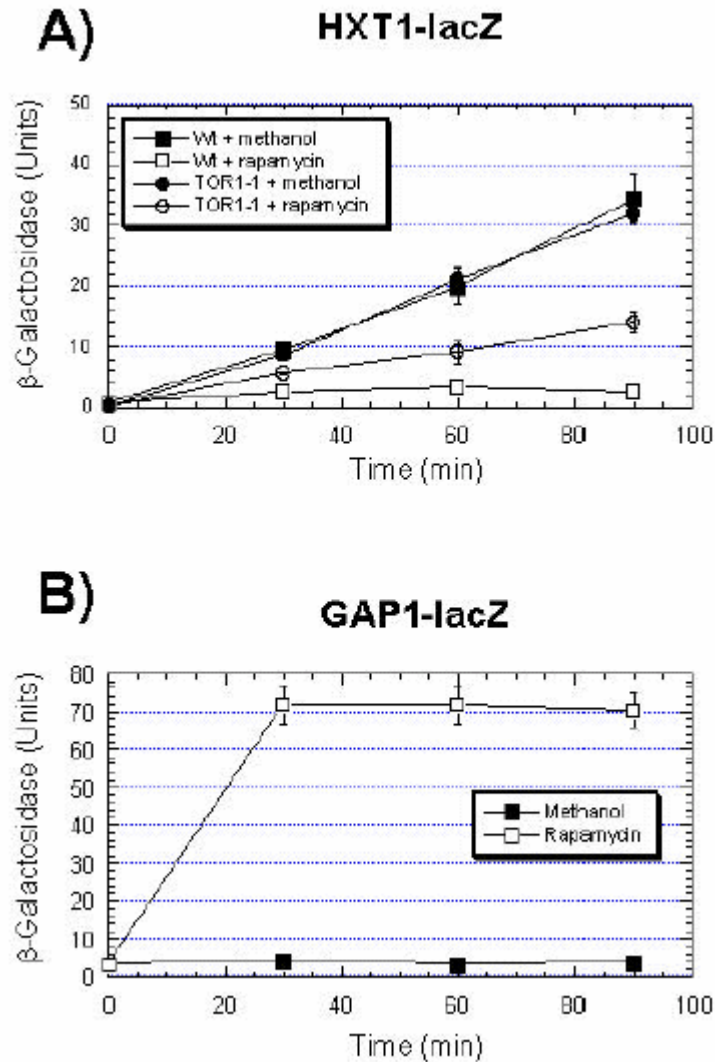 A)
HXT1-lacZ
β-Galactosidase (Units)
50
40
30
20
10
0
Wt + methanol
Wt + rapamycin
TOR1-1 + methanol
TOR1-1 + rapamycin
0 20 40 60 80 100
Time (min)
B)
GAP1-lacZ
β-Galactosidase (Units)
80
70
60
50
40
30
20
10
0
Methanol
Rapamycin
0 20 40 60 80 100
Time (min)